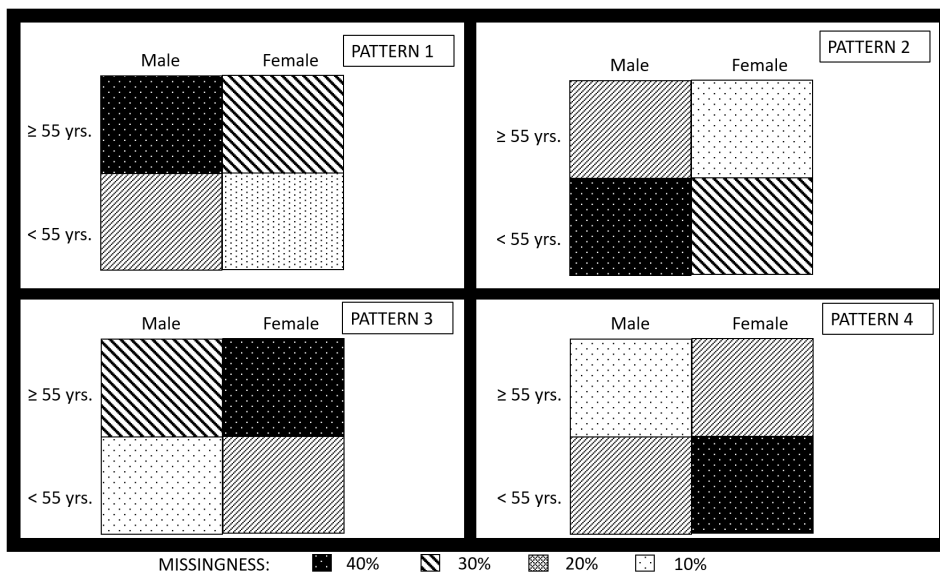 PATTERN 1
Male Female
≥ 55 yrs.
< 55 yrs.
PATTERN 2
Male Female
≥ 55 yrs.
< 55 yrs.
PATTERN 3
Male Female
≥ 55 yrs.
< 55 yrs.
PATTERN 4
Male Female
≥ 55 yrs.
< 55 yrs.
MISSINGNESS: 40% 30% 20% 10%